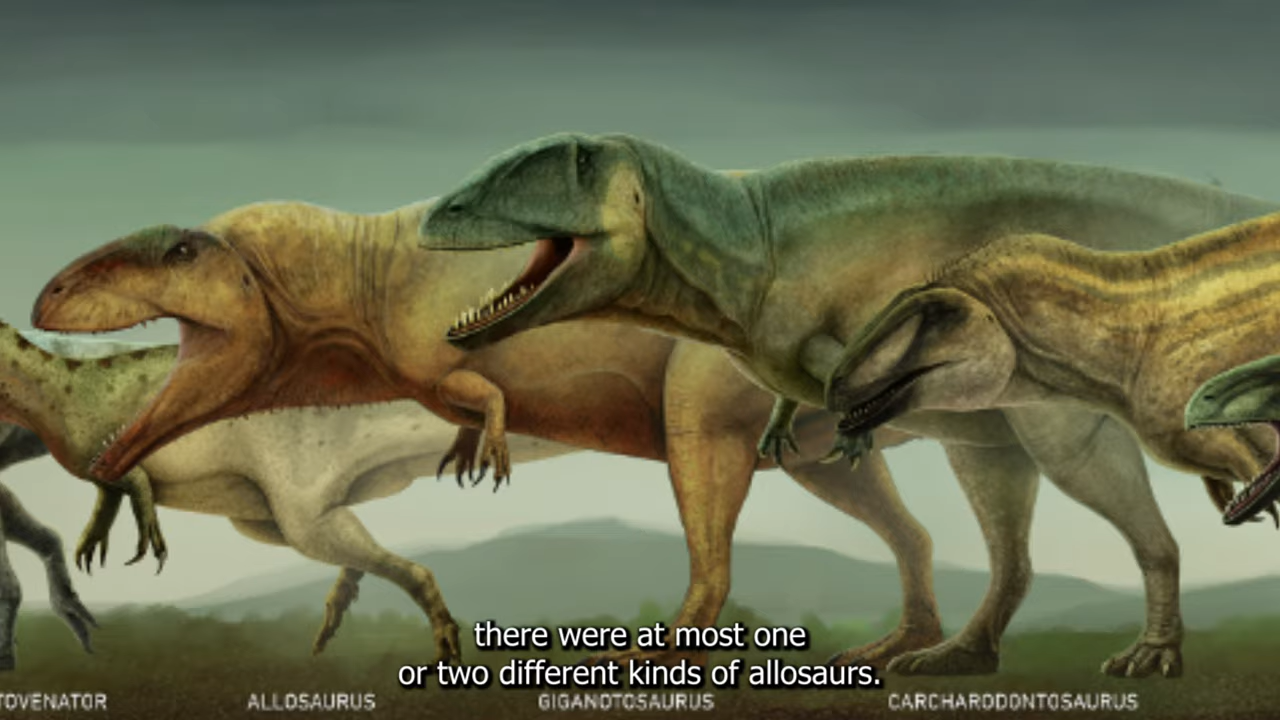 there were at most one
or two different kinds of allosaurs.
TOVENATOR ALLOSAURUS GIGANOTOSAURUS CARCHARODONTOSAURUS